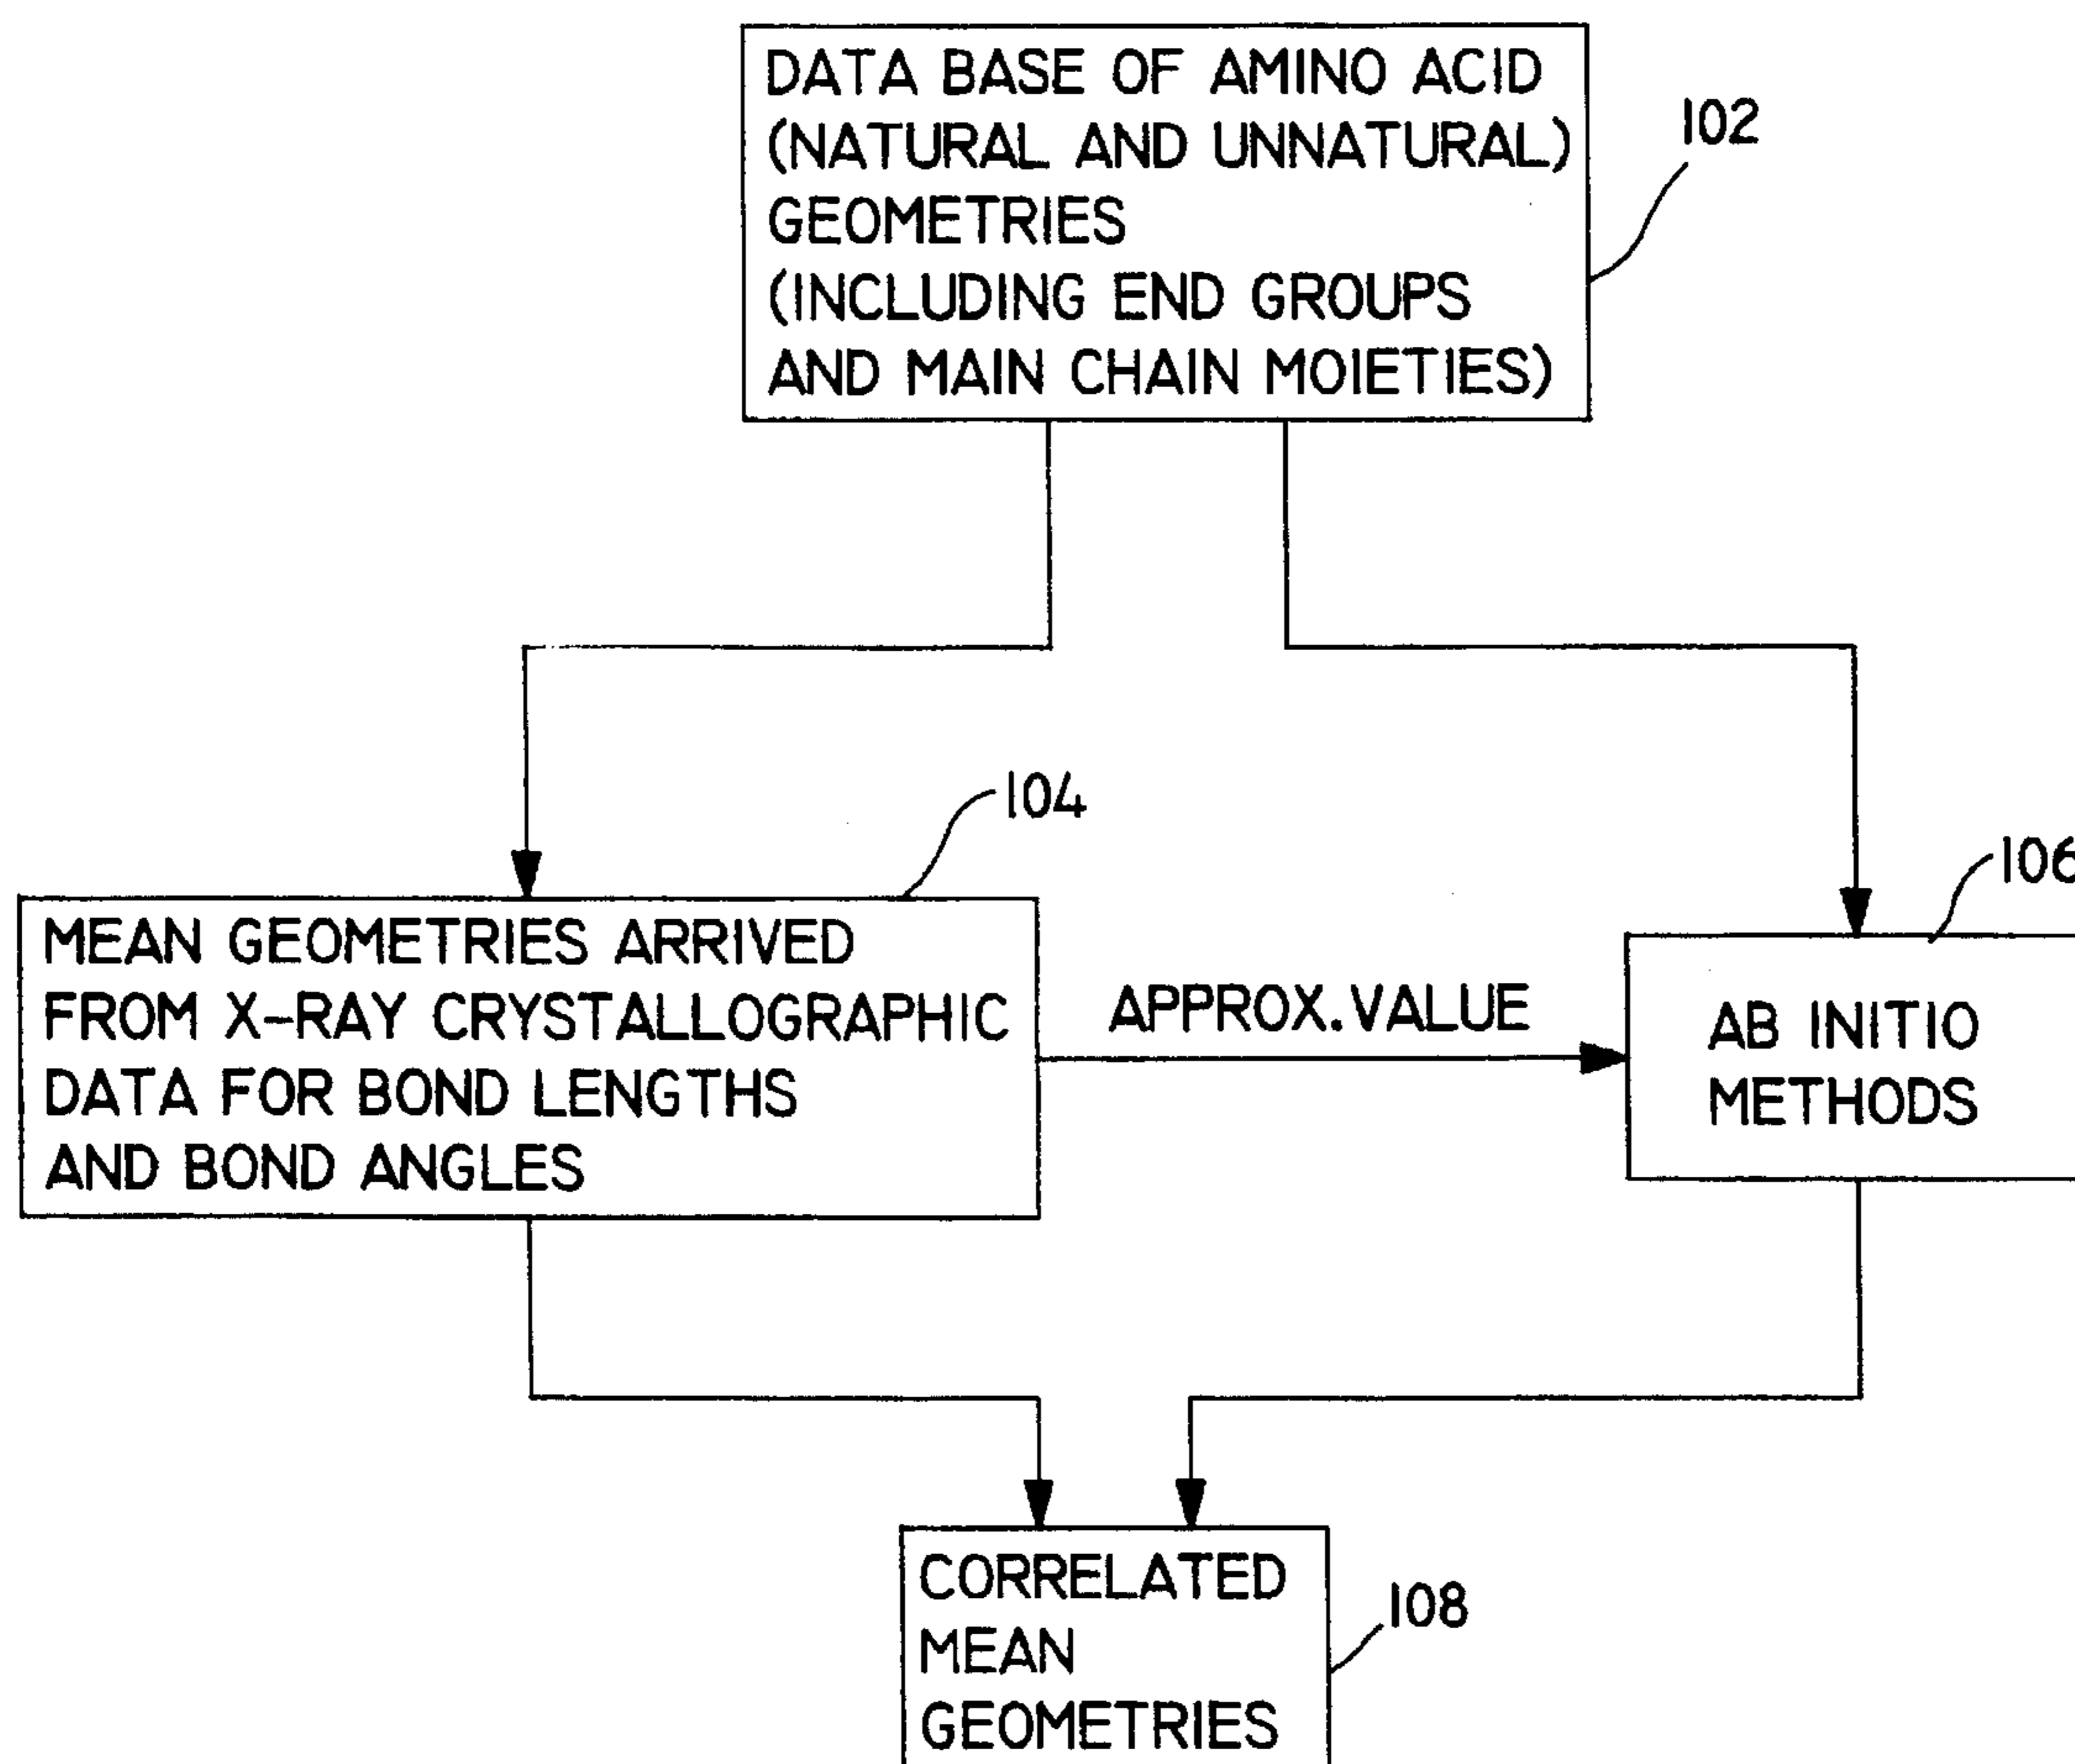 DATA BASE OF AMINO ACID
(NATURAL AND UNNATURAL)
GEOMETRIES
(INCLUDING END GROUPS
AND MAIN CHAIN MOIETIES)
102
104
106
MEAN GEOMETRIES ARRIVED
FROM X-RAY CRYSTALLOGRAPHIC
DATA FOR BOND LENGTHS
AND BOND ANGLES
APPROX.VALUE
AB INITIO
METHODS
CORRELATED
MEAN
GEOMETRIES
108